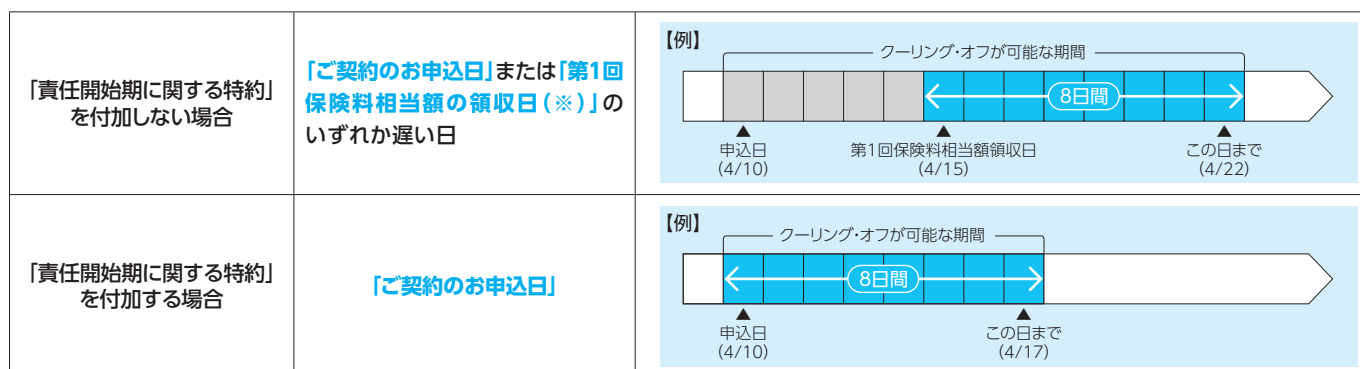 「責任開始期に関する特約」
を付加しない場合
「ご契約のお申込日」または「第1回
保険料相当額の領収日(※)」の
いずれか遅い日
【例】
クーリング・オフが可能な期間
8日間
▲ ▲ ▲
申込日 第1回保険料相当額領収日 この日まで
(4/10) (4/15) (4/22)
「責任開始期に関する特約」
を付加する場合
「ご契約のお申込日」
【例】
クーリング・オフが可能な期間
8日間
▲ ▲
申込日 この日まで
(4/10) (4/17)